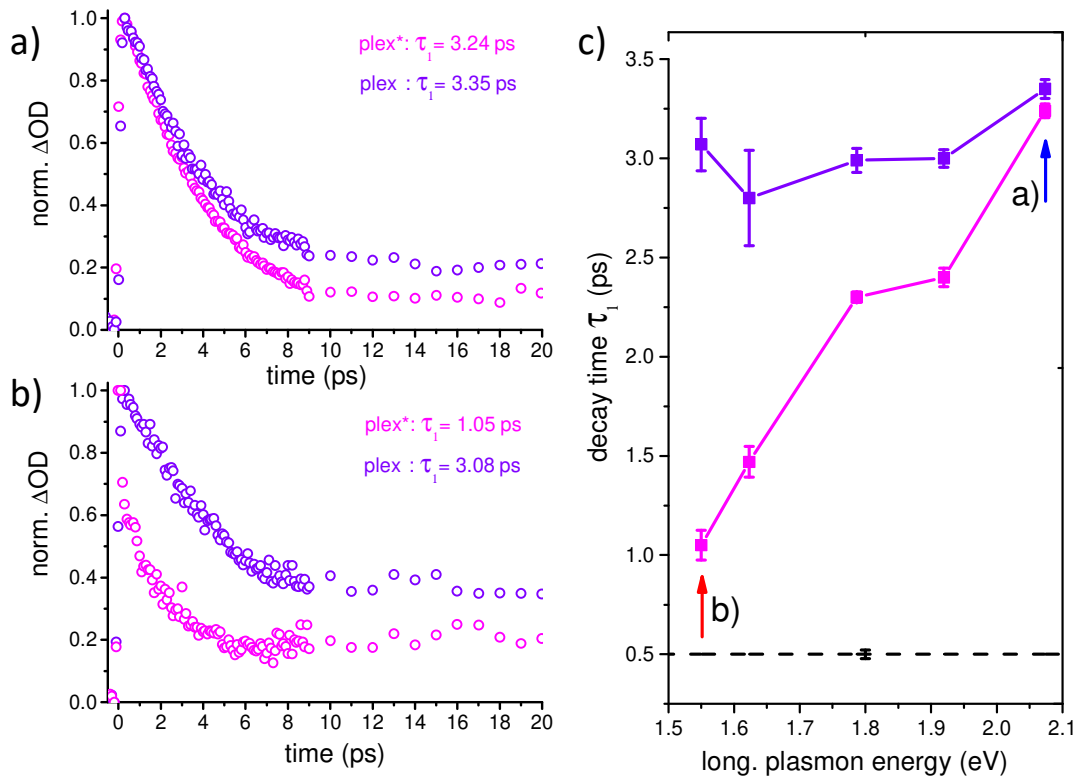 a)
norm. ΔOD
1.0
0.8
0.6
0.4
0.2
0.0
plex*: τ₁= 3.24 ps
plex : τ₁= 3.35 ps
0 2 4 6 8 10 12 14 16 18 20
time (ps)
b)
norm. ΔOD
1.0
0.8
0.6
0.4
0.2
0.0
plex*: τ₁= 1.05 ps
plex : τ₁= 3.08 ps
0 2 4 6 8 10 12 14 16 18 20
time (ps)
c)
decay time τ₁ (ps)
3.5
3.0
2.5
2.0
1.5
1.0
0.5
a)
b)
1.5 1.6 1.7 1.8 1.9 2.0 2.1
long. plasmon energy (eV)